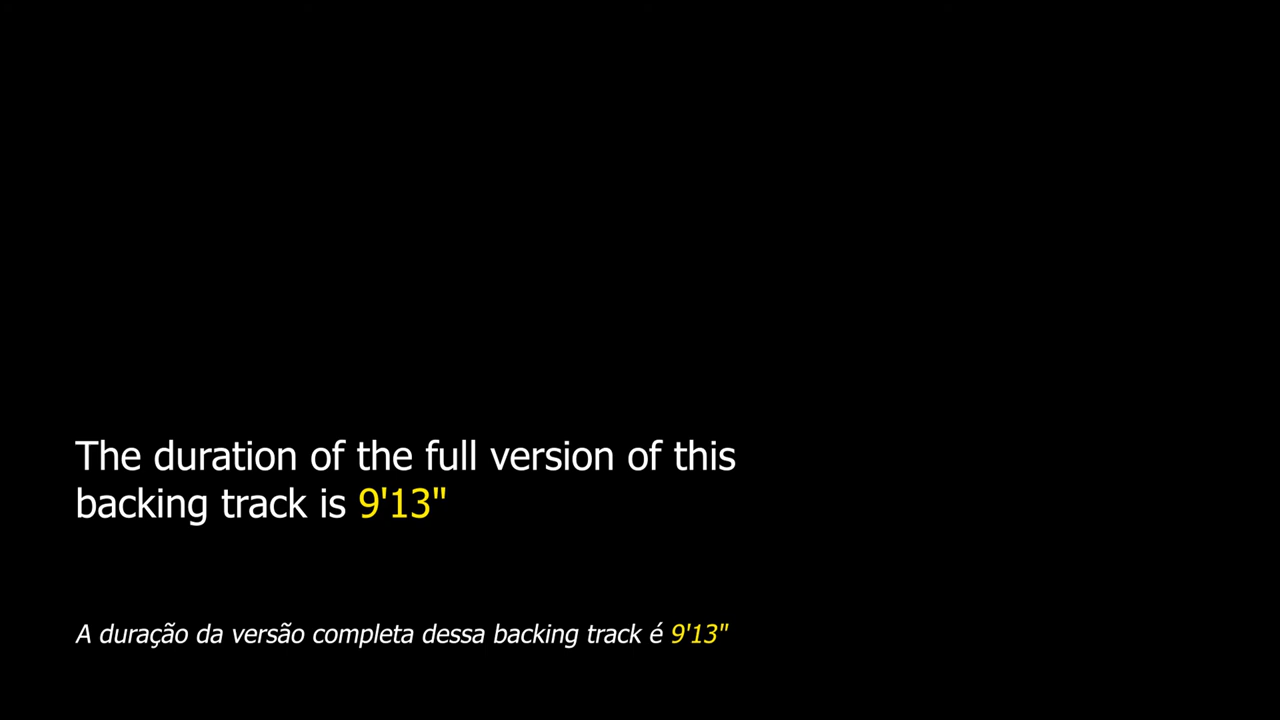 The duration of the full version of this
backing track is 9'13"
A duração da versão completa dessa backing track é 9'13"